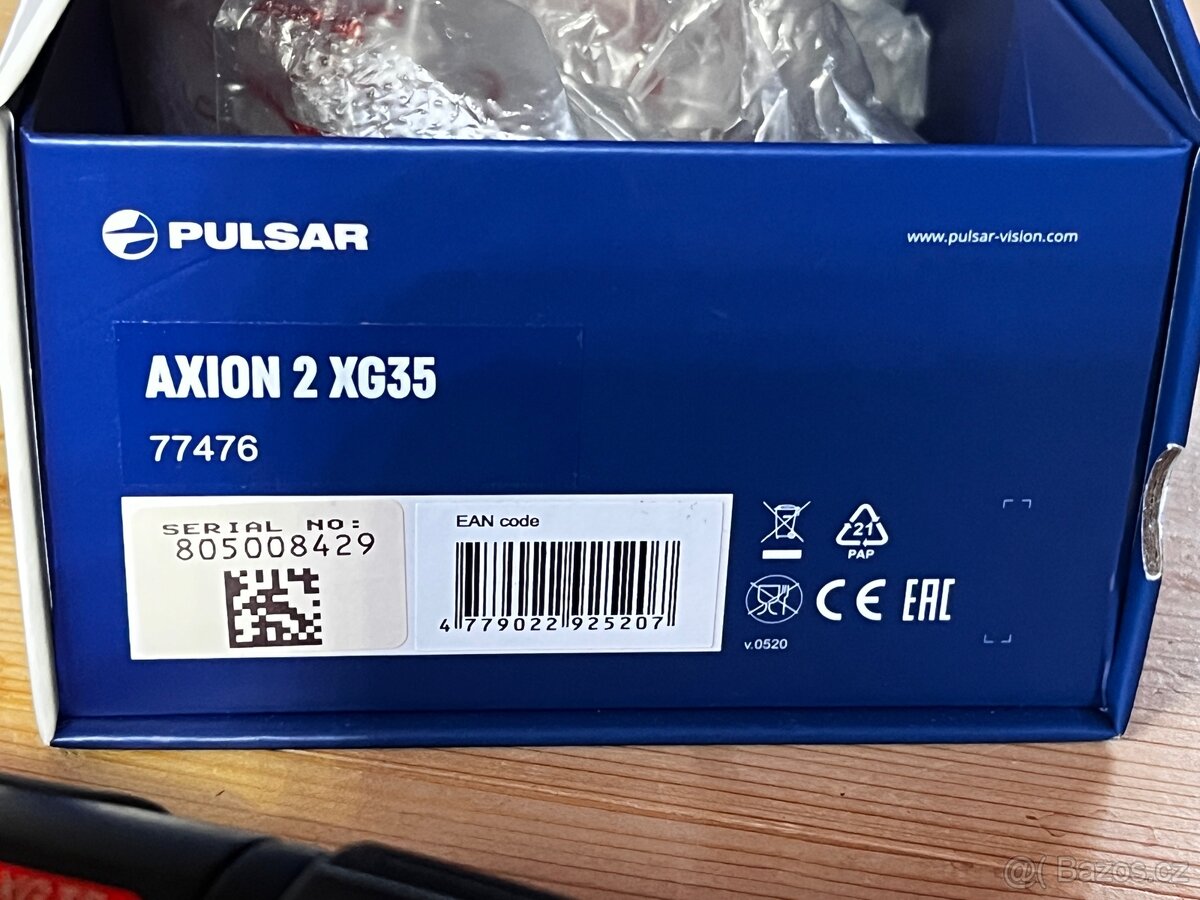 PULSAR
www.pulsar-vision.com
AXION 2 XG35
77476
SERIAL NO:
805008429
EAN code
4 779022 925207
21
PAP
CE EAC
v.0520
@( Bazos.cz